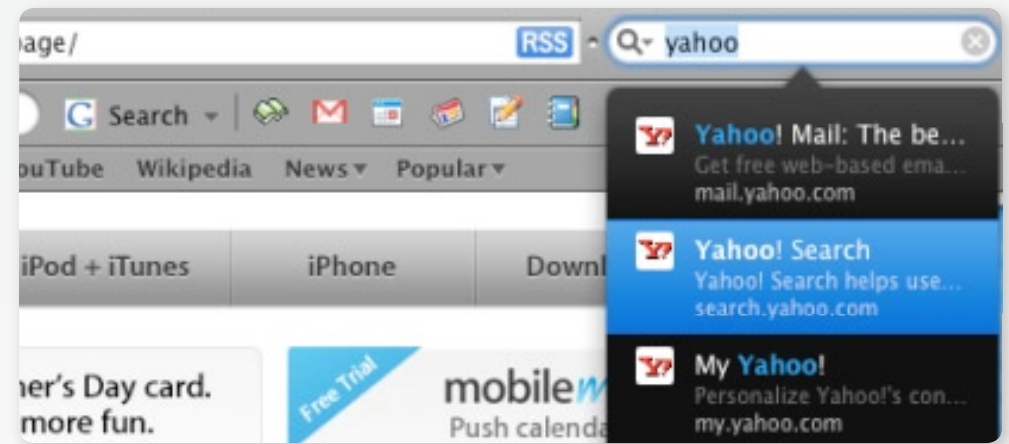 age/
RSS
yahoo
Search
ouTube Wikipedia News Popular
Yahoo! Mail: The be...
Get free web-based ema...
mail.yahoo.com
Yahoo! Search
Yahoo! Search helps use...
search.yahoo.com
My Yahoo!
Personalize Yahoo!'s con...
my.yahoo.com
iPod + iTunes iPhone Downl
her's Day card.
more fun.
Free Trial
mobilem
Push calenda